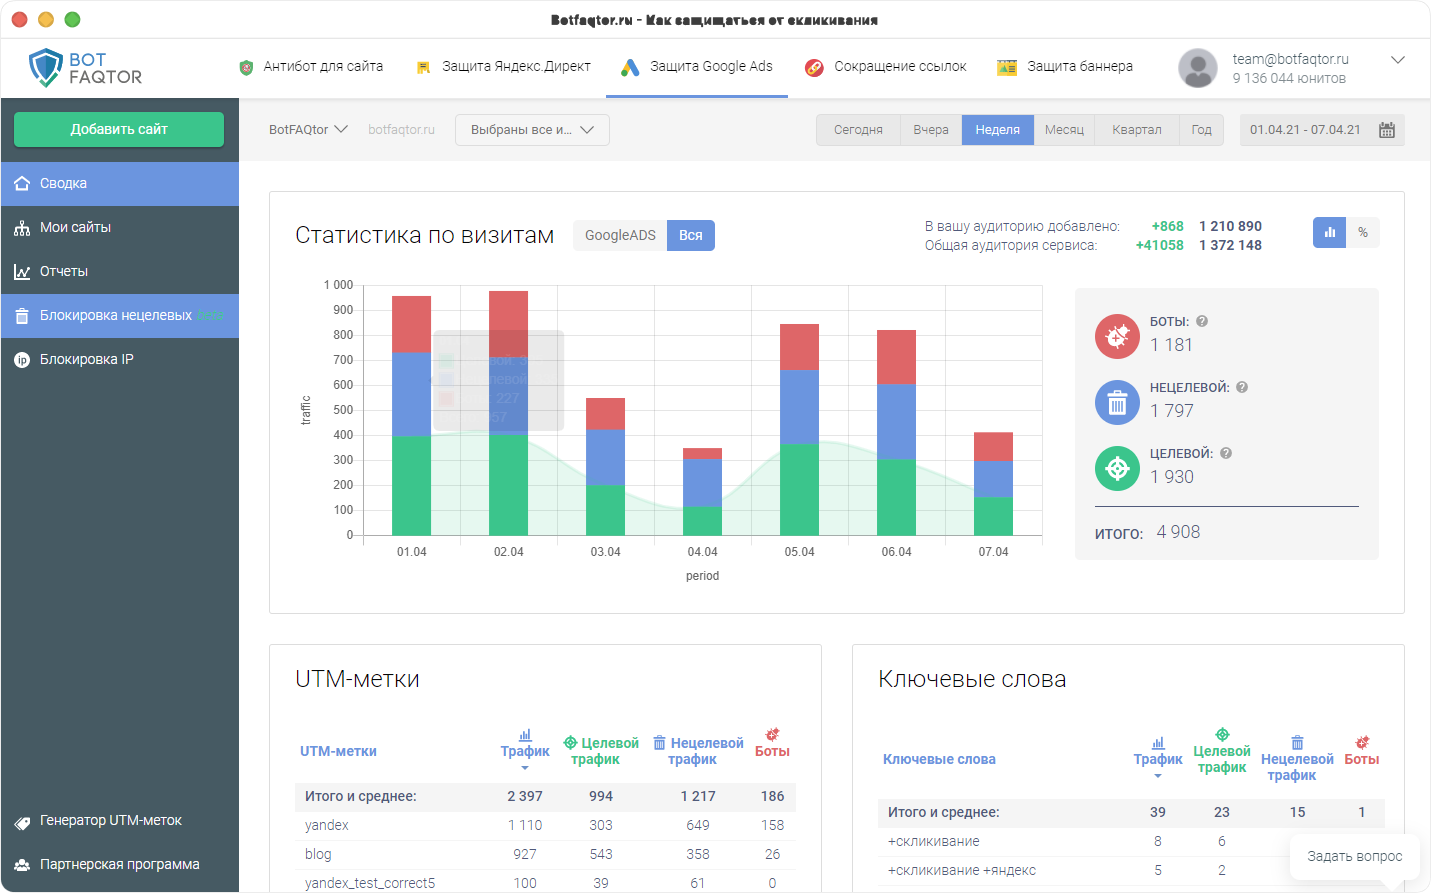 Botfaqtor.ru - Как защищаться от скликивания
BOT
FAQTOR
Антибот для сайта
Защита Яндекс.Директ
Защита Google Ads
Сокращение ссылок
Защита баннера
team@botfaqtor.ru
9 136 044 юнитов
Добавить сайт
Сводка
Мои сайты
Отчеты
Блокировка нецелевых beta
ip Блокировка IP
Генератор UTM-меток
Партнерская программа
BotFAQtor
botfaqtor.ru
Выбраны все и...
Сегодня
Вчера
Неделя
Месяц
Квартал
Год
01.04.21 - 07.04.21
Статистика по визитам
GoogleADS
Вся
В вашу аудиторию добавлено: +868 1 210 890
Общая аудитория сервиса: +41058 1 372 148
%
1 000
900
800
700
600
500
400
300
200
100
0
traffic
227
01.04
02.04
03.04
04.04
05.04
06.04
07.04
period
БОТЫ: ?
1 181
НЕЦЕЛЕВОЙ: ?
1 797
ЦЕЛЕВОЙ: ?
1 930
ИТОГО: 4 908
UTM-метки
UTM-метки Трафик Целевой трафик Нецелевой трафик Боты
Итого и среднее: 2 397 994 1 217 186
yandex 1 110 303 649 158
blog 927 543 358 26
yandex_test_correct5 100 39 61 0
Ключевые слова
Ключевые слова Трафик Целевой трафик Нецелевой трафик Боты
Итого и среднее: 39 23 15 1
+скликивание 8 6
+скликивание +яндекс 5 2
Задать вопрос